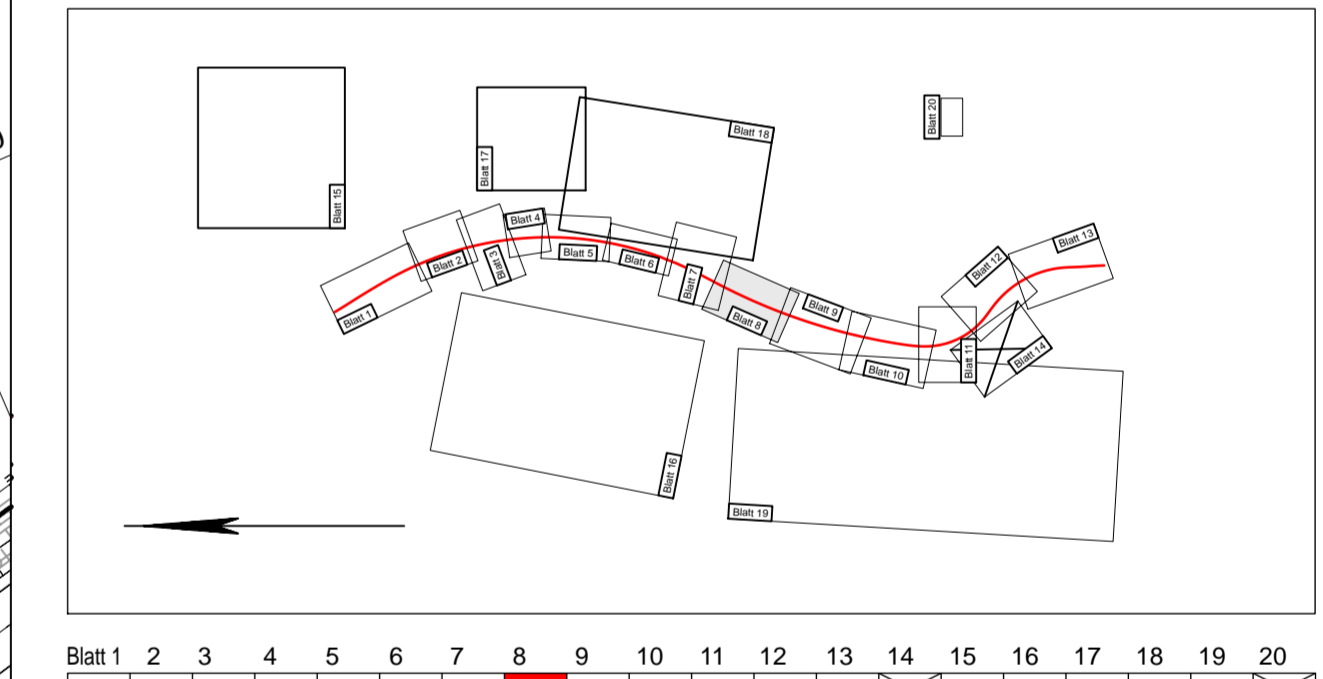 Blatt 20
Blatt 18
Blatt 17
Blatt 15
Blatt 4
Blatt 13
Blatt 5
Blatt 6
Blatt 2
Blatt 3
Blatt 12
Blatt 7
Blatt 1
Blatt 8
Blatt 9
Blatt 11
Blatt 14
Blatt 10
Blatt 16
Blatt 19
Blatt 1 2 3 4 5 6 7 8 9 10 11 12 13 14 15 16 17 18 19 20